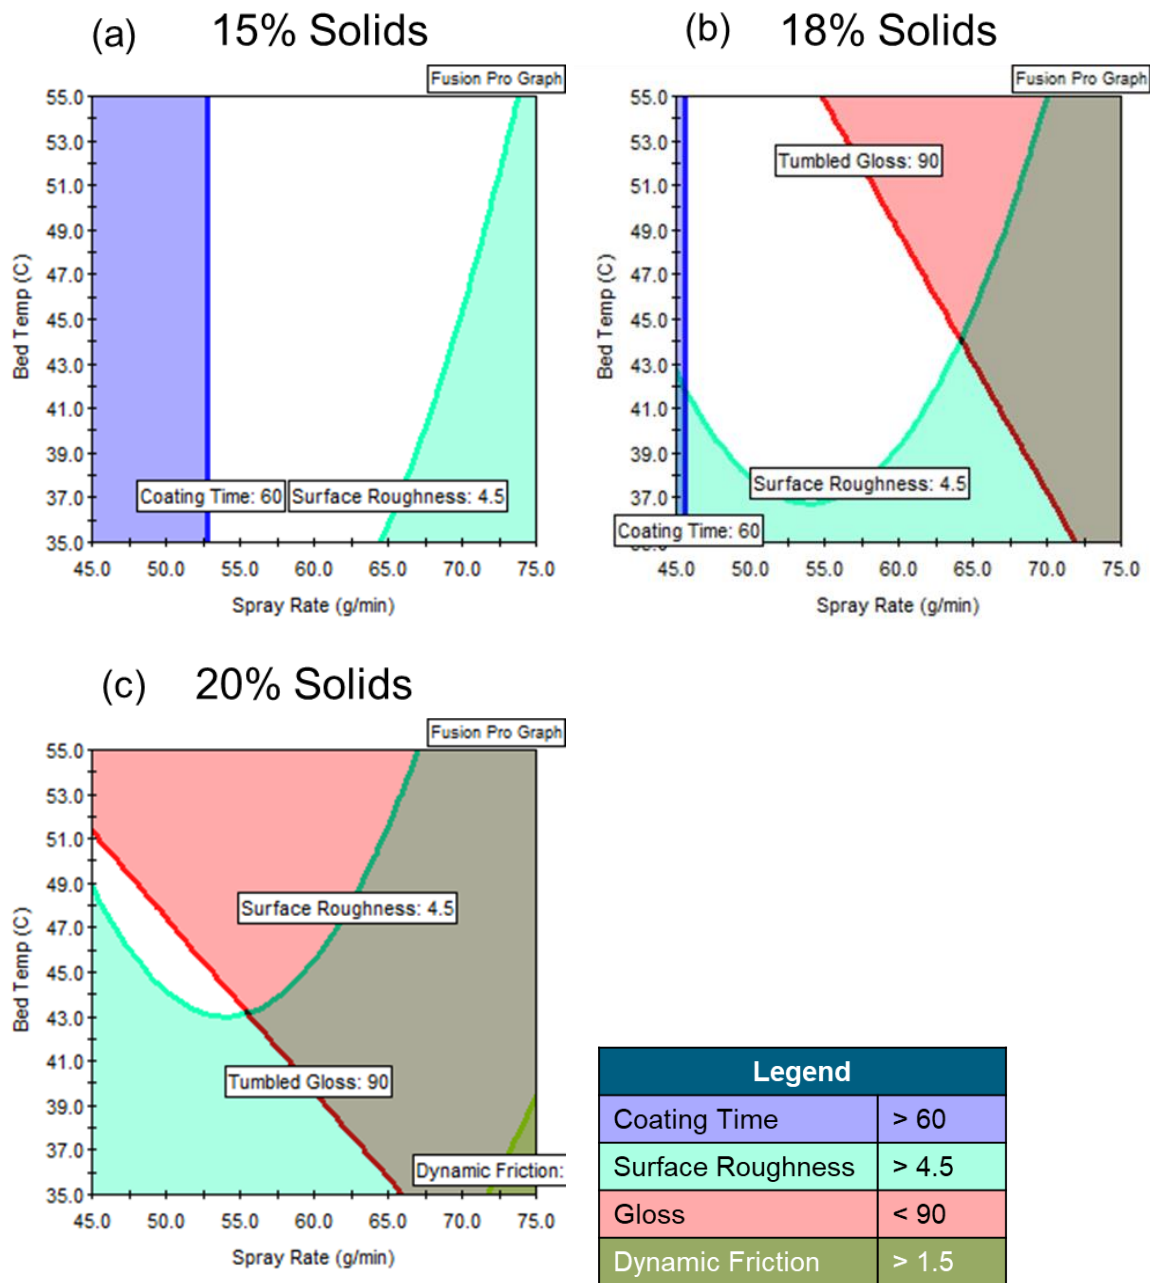 (a) 15% Solids
Fusion Pro Graph
55.0
53.0
51.0
49.0
47.0
45.0
43.0
41.0
39.0
37.0
35.0
Bed Temp (C)
Coating Time: 60
Surface Roughness: 4.5
45.0 50.0 55.0 60.0 65.0 70.0 75.0
Spray Rate (g/min)
(b) 18% Solids
Fusion Pro Graph
55.0
53.0
51.0
49.0
47.0
45.0
43.0
41.0
39.0
37.0
Bed Temp (C)
Tumbled Gloss: 90
Surface Roughness: 4.5
Coating Time: 60
45.0 50.0 55.0 60.0 65.0 70.0 75.0
Spray Rate (g/min)
(c) 20% Solids
Fusion Pro Graph
55.0
53.0
51.0
49.0
47.0
45.0
43.0
41.0
39.0
37.0
35.0
Bed Temp (C)
Surface Roughness: 4.5
Tumbled Gloss: 90
Dynamic Friction:
45.0 50.0 55.0 60.0 65.0 70.0 75.0
Spray Rate (g/min)
Legend
Coating Time > 60
Surface Roughness > 4.5
Gloss < 90
Dynamic Friction > 1.5